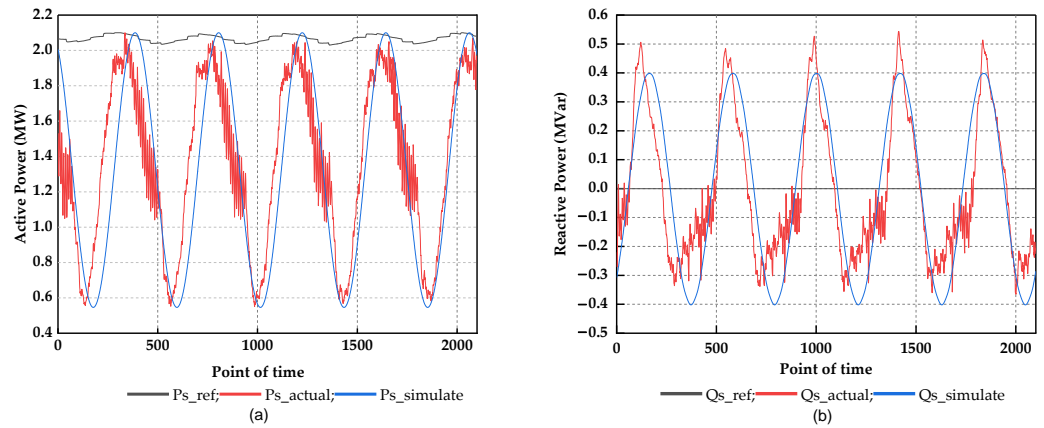 2.2
2.0
1.8
1.6
1.4
1.2
1.0
0.8
0.6
0.4
Active Power (MW)
0 500 1000 1500 2000
Point of time
Ps_ref; Ps_actual; Ps_simulate
(a)
0.6
0.5
0.4
0.3
0.2
0.1
0.0
−0.1
−0.2
−0.3
−0.4
−0.5
Reactive Power (MVar)
0 500 1000 1500 2000
Point of time
Qs_ref; Qs_actual; Qs_simulate
(b)